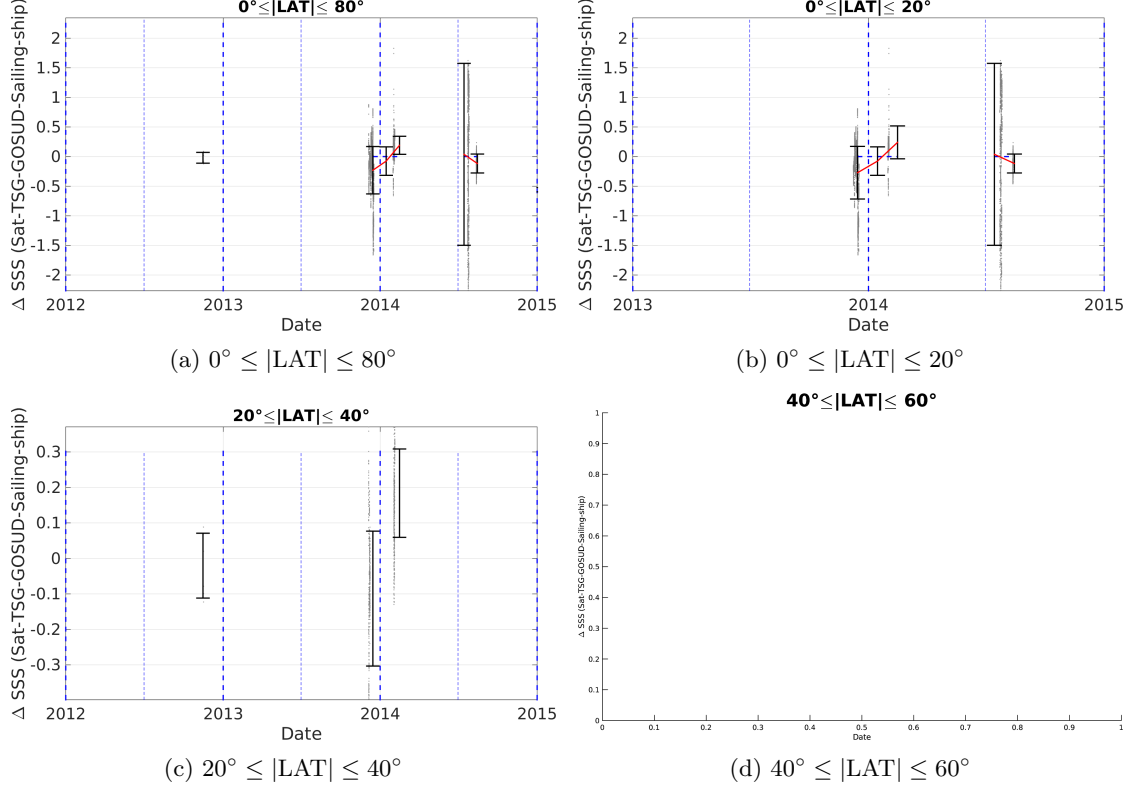 0°≤|LAT|≤ 80°
Δ SSS (Sat-TSG-GOSUD-Sailing-ship)
2
1.5
1
0.5
0
-0.5
-1
-1.5
-2
2012 2013 2014 2015
Date
(a) 0° ≤ |LAT| ≤ 80°
0°≤|LAT|≤ 20°
Δ SSS (Sat-TSG-GOSUD-Sailing-ship)
2
1.5
1
0.5
0
-0.5
-1
-1.5
-2
2013 2014 2015
Date
(b) 0° ≤ |LAT| ≤ 20°
20°≤|LAT|≤ 40°
Δ SSS (Sat-TSG-GOSUD-Sailing-ship)
0.3
0.2
0.1
0
-0.1
-0.2
-0.3
2012 2013 2014 2015
Date
(c) 20° ≤ |LAT| ≤ 40°
40°≤|LAT|≤ 60°
Δ SSS (Sat-TSG-GOSUD-Sailing-ship)
1
0.9
0.8
0.7
0.6
0.5
0.4
0.3
0.2
0.1
0
0 0.1 0.2 0.3 0.4 0.5 0.6 0.7 0.8 0.9 1
Date
(d) 40° ≤ |LAT| ≤ 60°